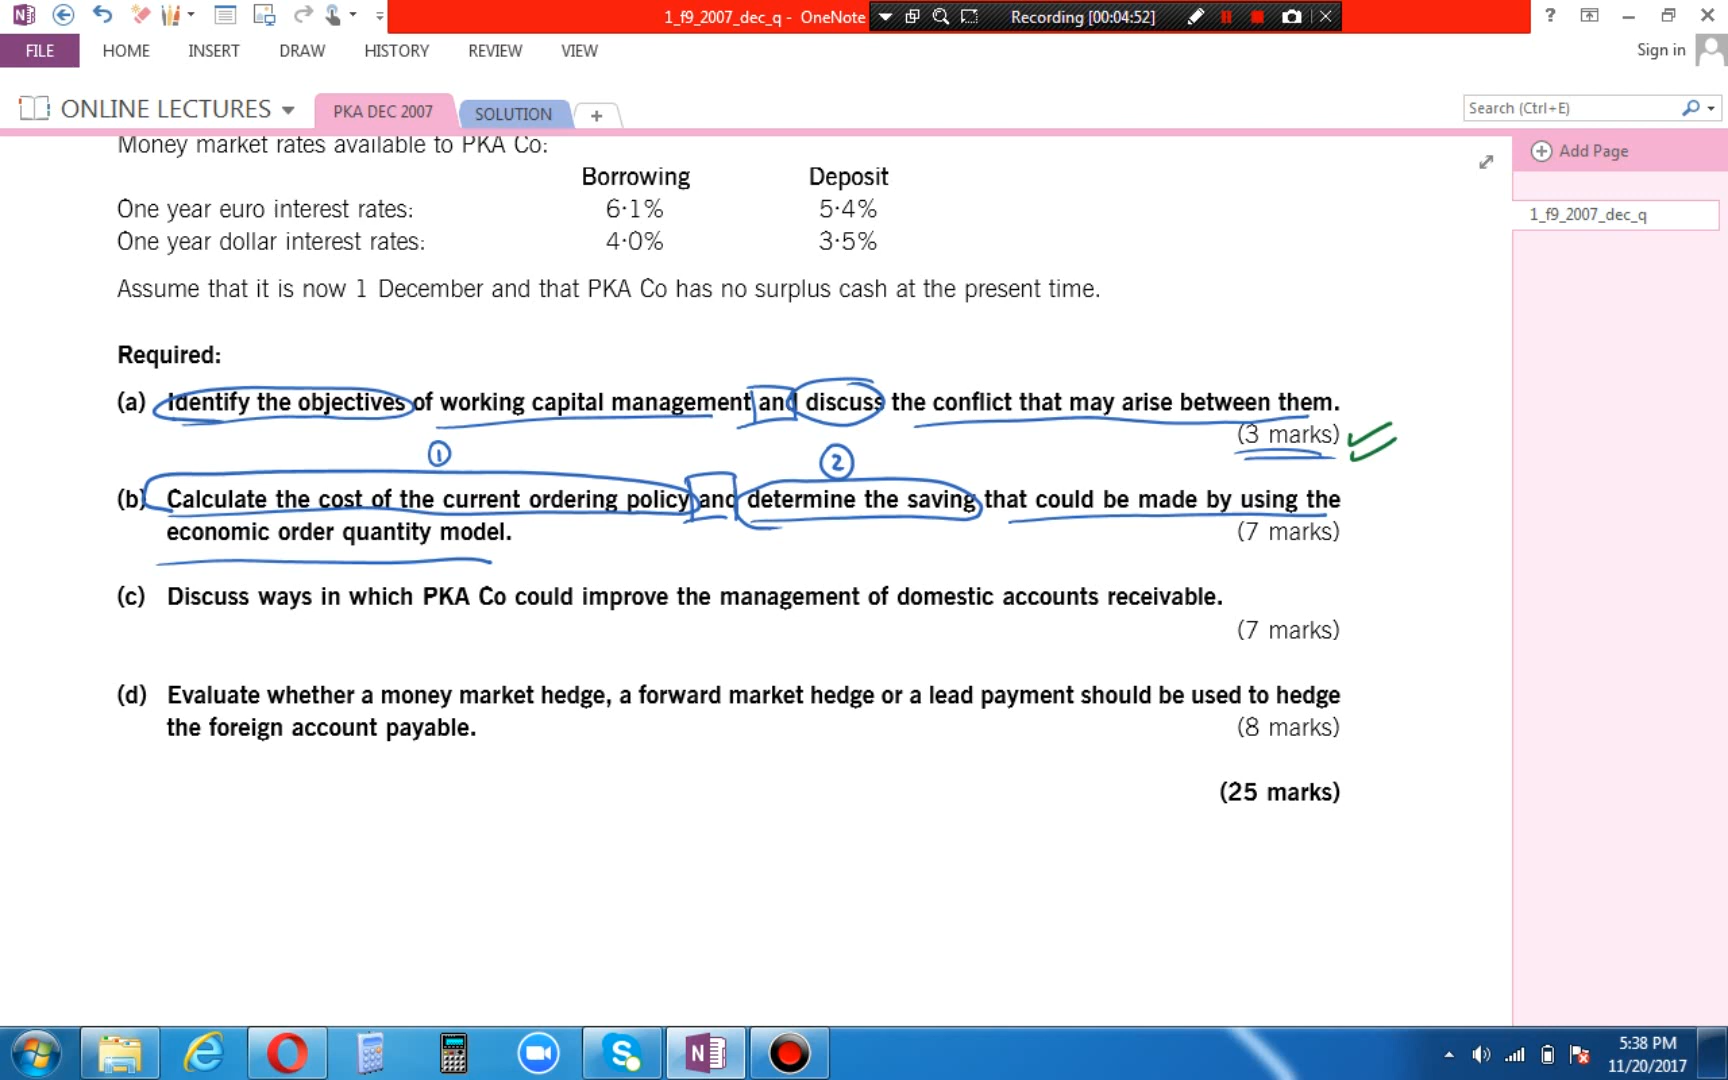 1_f9_2007_dec_q - OneNote
Recording [00:04:52]
?
FILE HOME INSERT DRAW HISTORY REVIEW VIEW
Sign in
ONLINE LECTURES
PKA DEC 2007
SOLUTION
Search (Ctrl+E)
Add Page
1_f9_2007_dec_q
Money market rates available to PKA Co:
Borrowing Deposit
One year euro interest rates: 6·1% 5·4%
One year dollar interest rates: 4·0% 3·5%
Assume that it is now 1 December and that PKA Co has no surplus cash at the present time.
Required:
(a) Identify the objectives of working capital management and discuss the conflict that may arise between them.
(3 marks)
1 2
(b) Calculate the cost of the current ordering policy and determine the saving that could be made by using the
economic order quantity model. (7 marks)
(c) Discuss ways in which PKA Co could improve the management of domestic accounts receivable.
(7 marks)
(d) Evaluate whether a money market hedge, a forward market hedge or a lead payment should be used to hedge
the foreign account payable. (8 marks)
(25 marks)
5:38 PM
11/20/2017